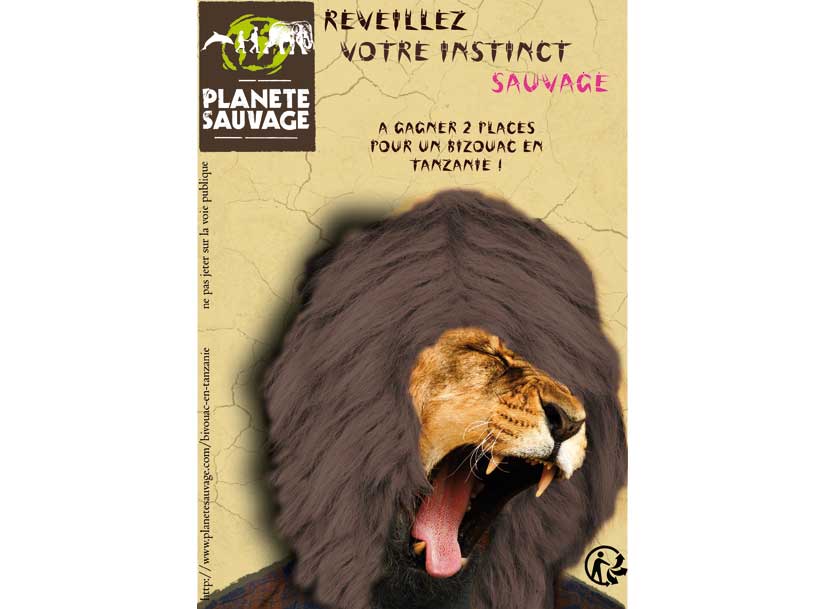 PLANETE
SAUVAGE
REVEILLEZ
VOTRE INSTINCT
SAUVAGE
A GAGNER 2 PLACES
POUR UN BIZOUAC EN
TANZANIE !
ne pas jeter sur la voie publique
http://www.planetesauvage.com/bivouac-en-tanzanie